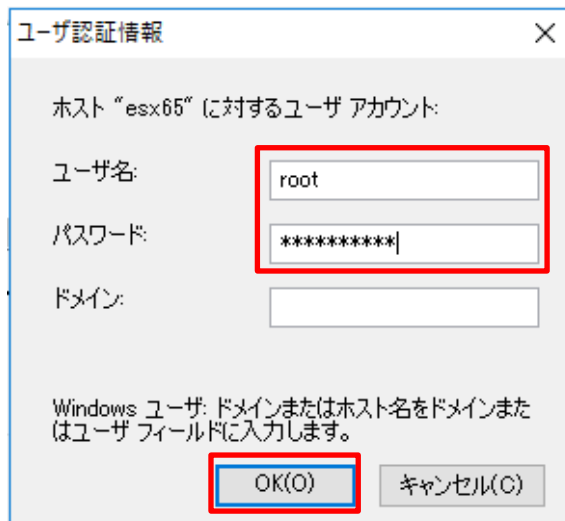 ユーザ認証情報
ホスト "esx65" に対するユーザ アカウント:
ユーザ名:
root
パスワード:
**********
ドメイン:
Windows ユーザ: ドメインまたはホスト名をドメインまた
はユーザ フィールドに入力します。
OK(O)
キャンセル(C)